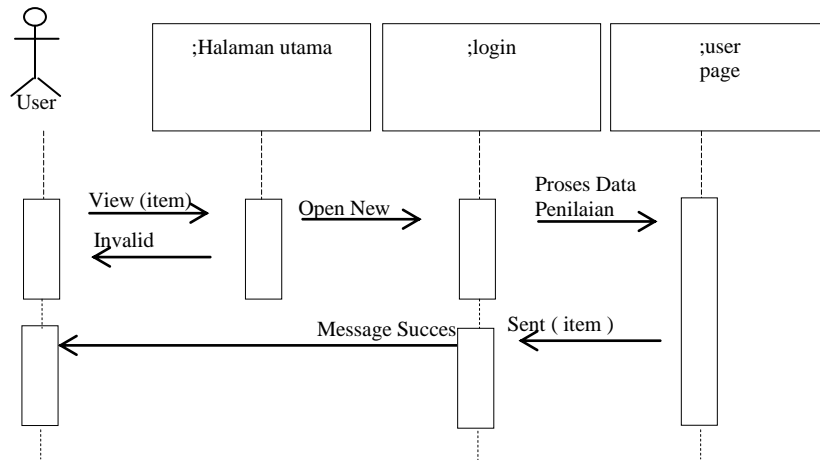 ;Halaman utama
;login
;user
page
User
View (item)
Open New
Proses Data
Penilaian
Invalid
Message Succes
Sent ( item )